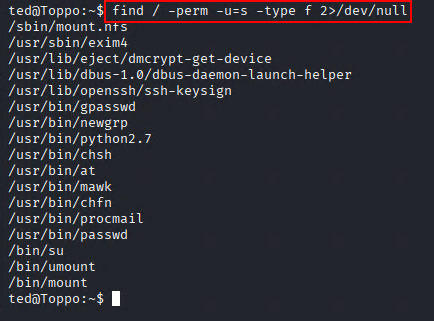 ted@Toppo:~$ find / -perm -u=s -type f 2>/dev/null
/sbin/mount.nfs
/usr/sbin/exim4
/usr/lib/eject/dmcrypt-get-device
/usr/lib/dbus-1.0/dbus-daemon-launch-helper
/usr/lib/openssh/ssh-keysign
/usr/bin/gpasswd
/usr/bin/newgrp
/usr/bin/python2.7
/usr/bin/chsh
/usr/bin/at
/usr/bin/mawk
/usr/bin/chfn
/usr/bin/procmail
/usr/bin/passwd
/bin/su
/bin/umount
/bin/mount
ted@Toppo:~$